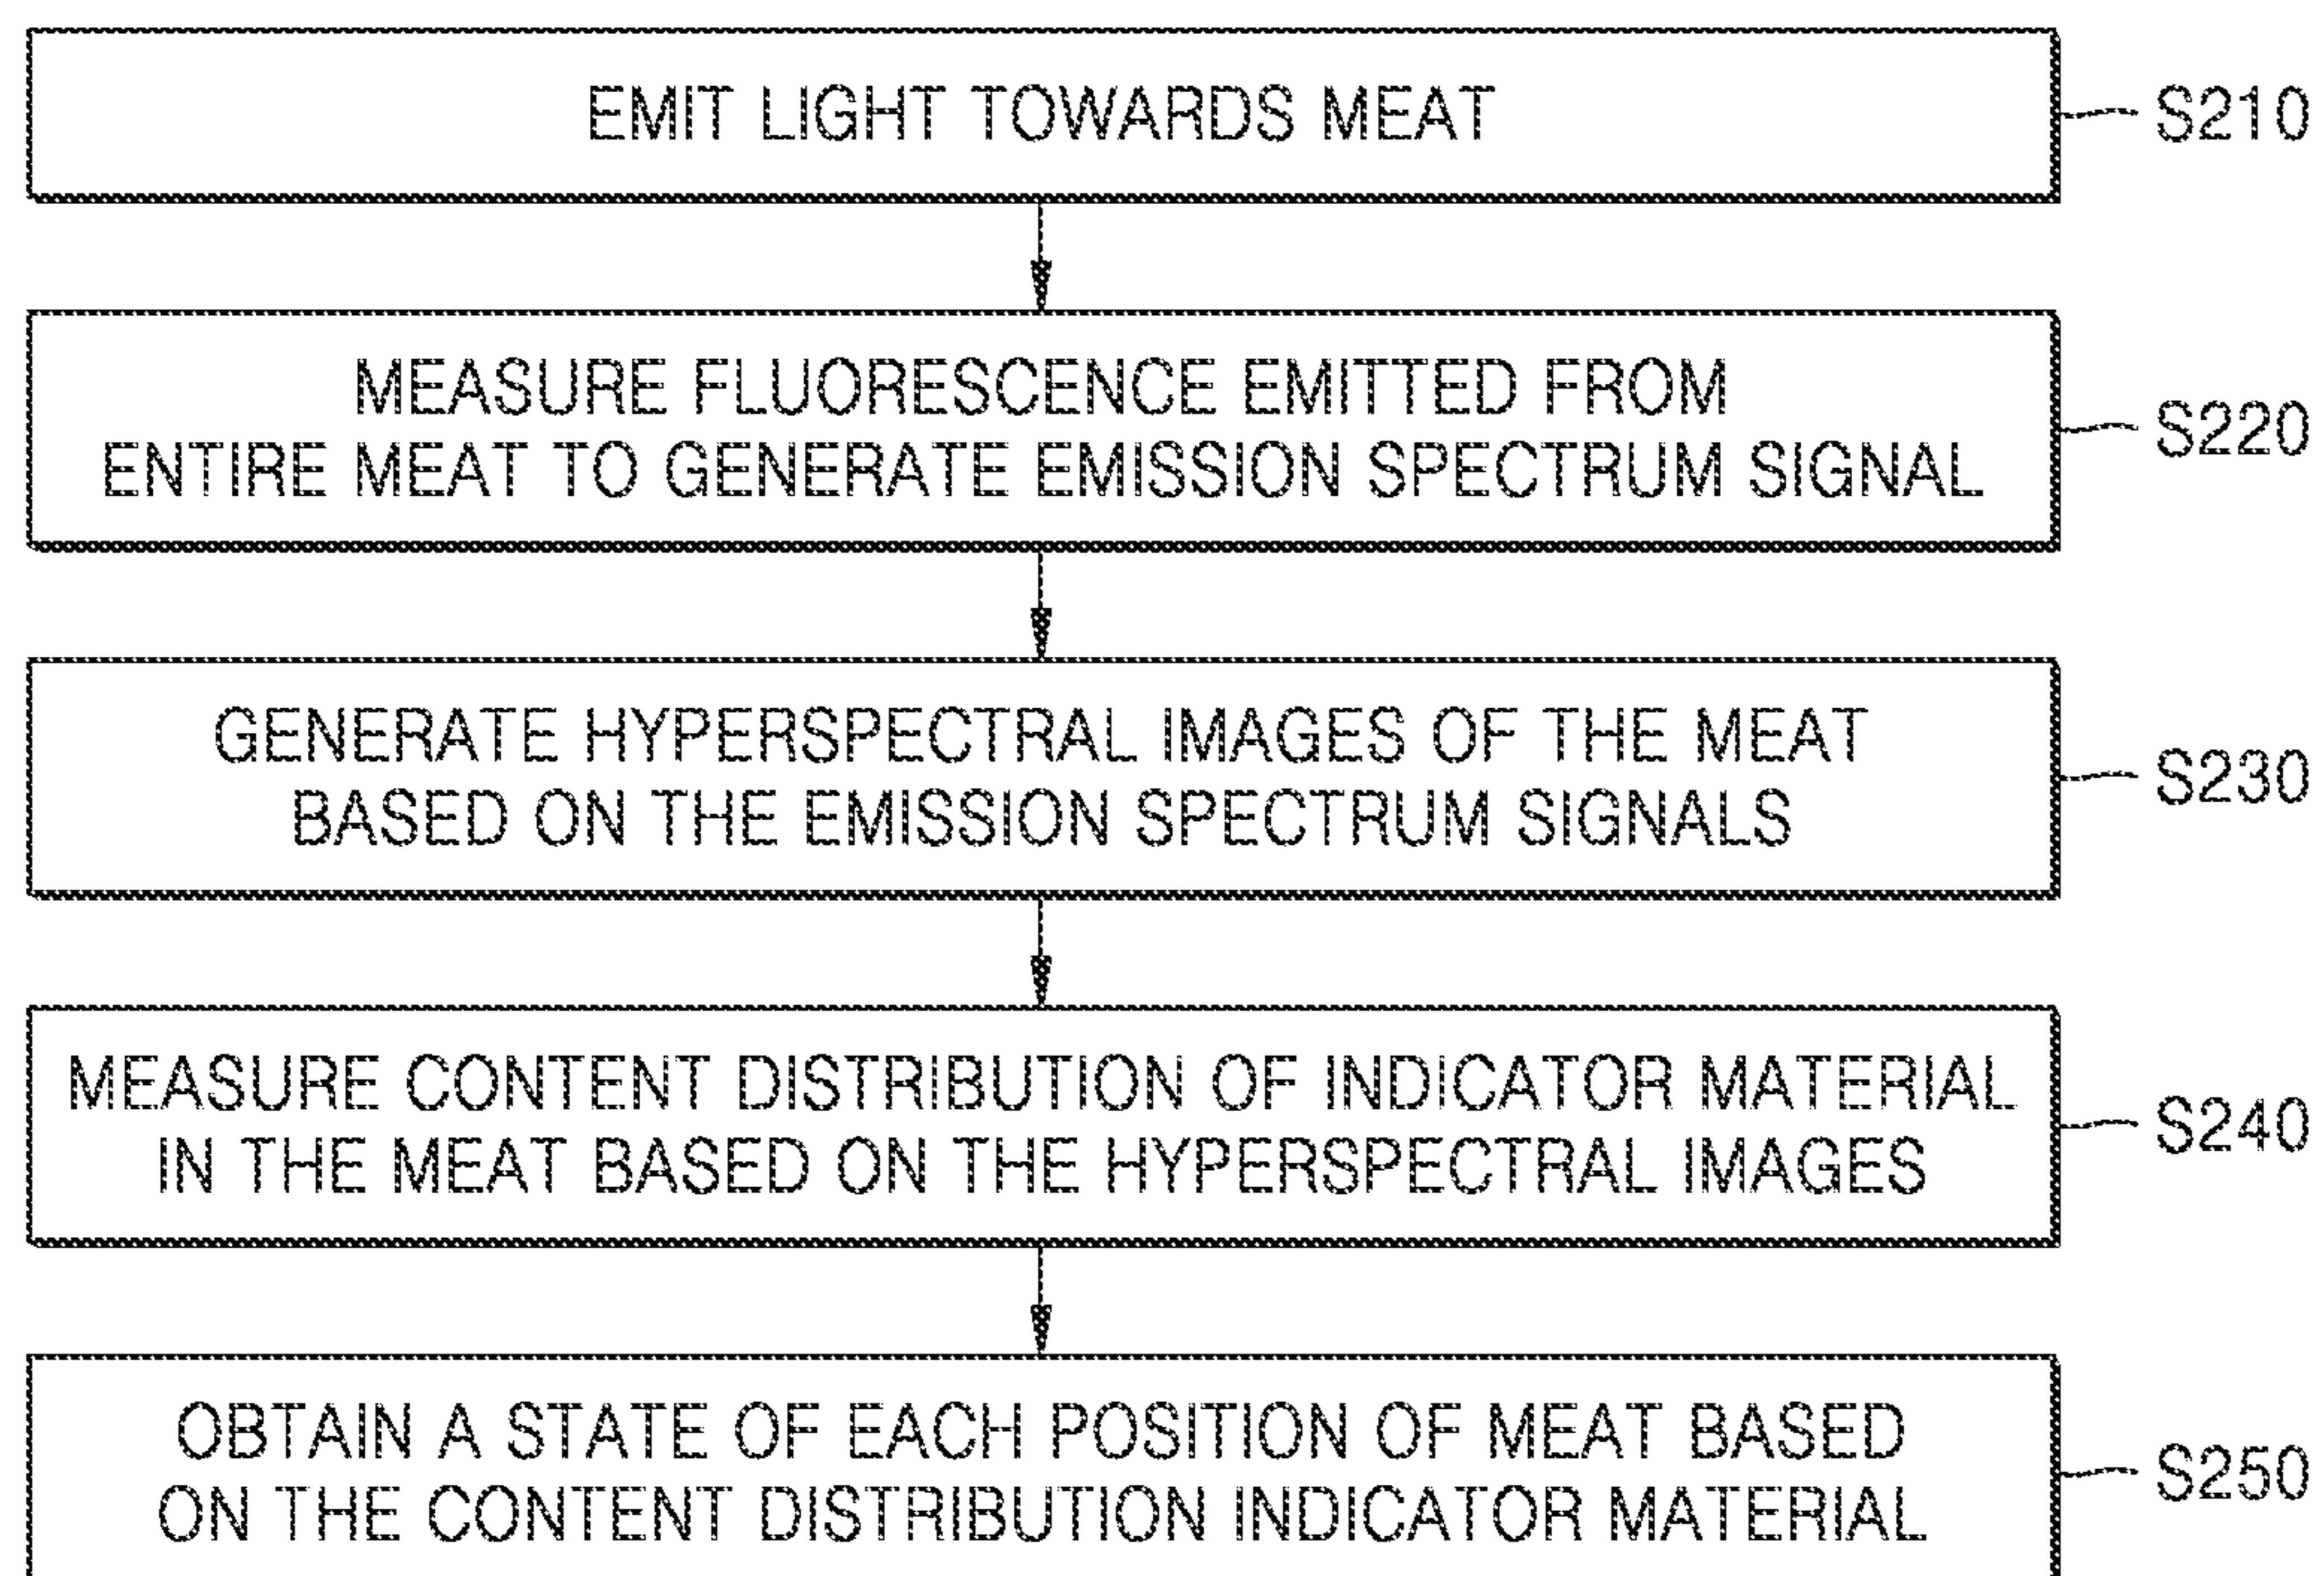 EMIT LIGHT TOWARDS MEAT
S210
MEASURE FLUORESCENCE EMITTED FROM
ENTIRE MEAT TO GENERATE EMISSION SPECTRUM SIGNAL
S220
GENERATE HYPERSPECTRAL IMAGES OF THE MEAT
BASED ON THE EMISSION SPECTRUM SIGNALS
S230
MEASURE CONTENT DISTRIBUTION OF INDICATOR MATERIAL
IN THE MEAT BASED ON THE HYPERSPECTRAL IMAGES
S240
OBTAIN A STATE OF EACH POSITION OF MEAT BASED
ON THE CONTENT DISTRIBUTION INDICATOR MATERIAL
S250